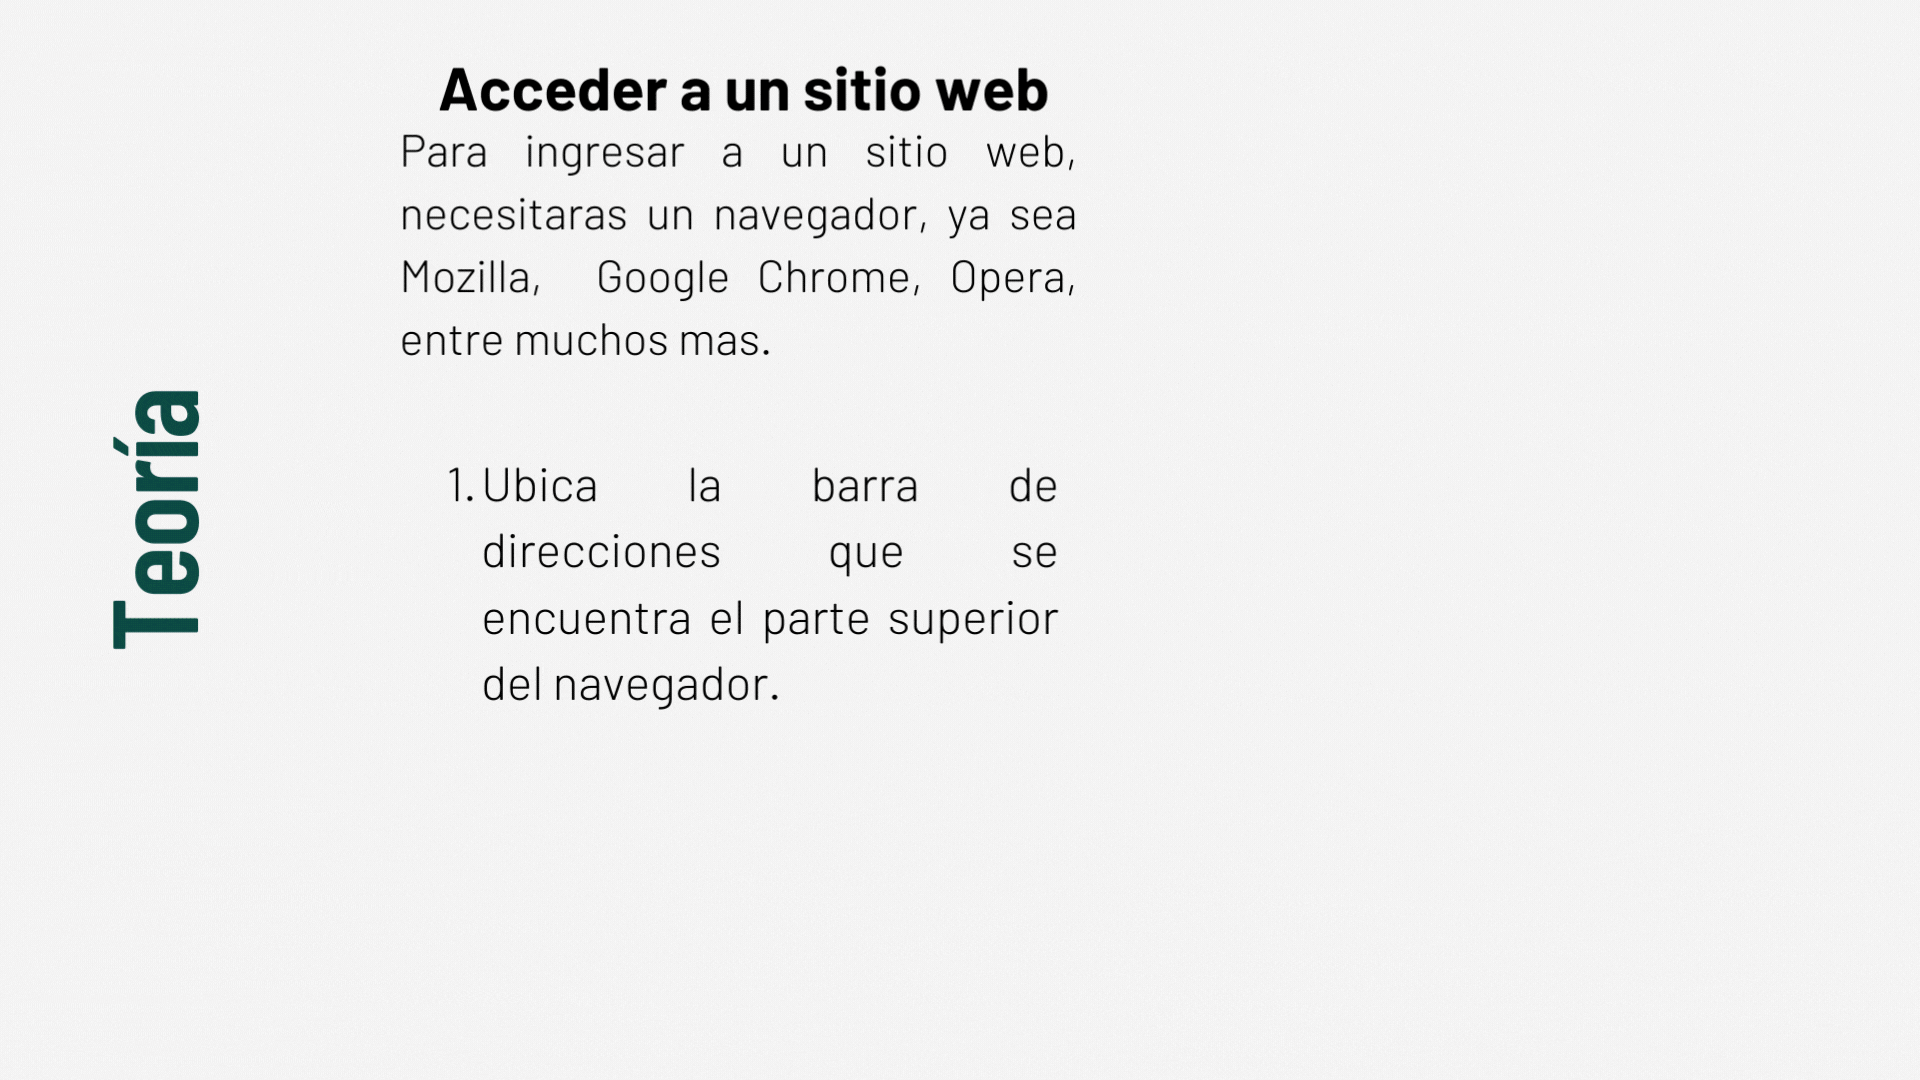 Acceder a un sitio web
Para ingresar a un sitio web,
necesitaras un navegador, ya sea
Mozilla, Google Chrome, Opera,
entre muchos mas.
Teoría
1. Ubica la barra de
direcciones que se
encuentra el parte superior
del navegador.